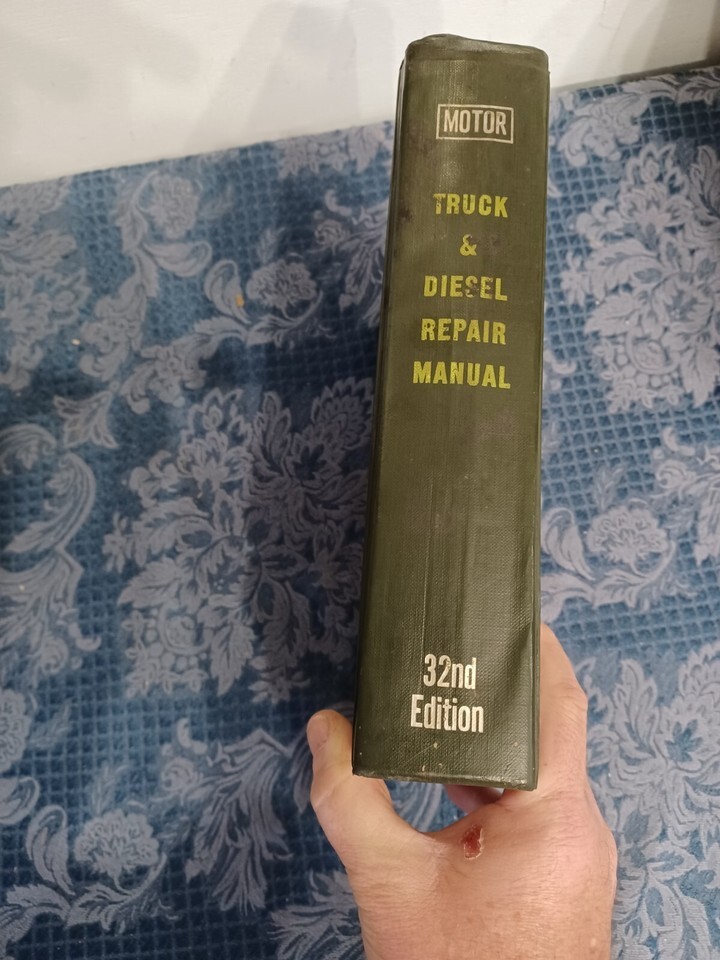 MOTOR
TRUCK
&
DIESEL
REPAIR
MANUAL
32nd
Edition